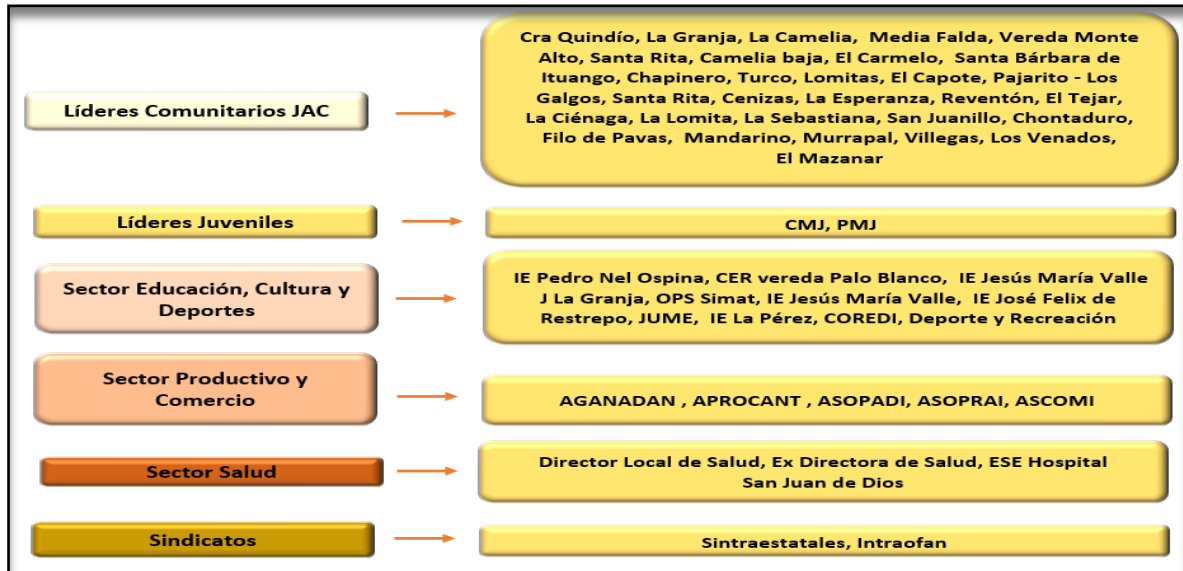 Líderes Comunitarios JAC
Cra Quindío, La Granja, La Camelia, Media Falda, Vereda Monte
Alto, Santa Rita, Camelia baja, El Carmelo, Santa Bárbara de
Ituango, Chapinero, Turco, Lomitas, El Capote, Pajarito - Los
Galgos, Santa Rita, Cenizas, La Esperanza, Reventón, El Tejar,
La Ciénaga, La Lomita, La Sebastiana, San Juanillo, Chontaduro,
Filo de Pavas, Mandarino, Murrapal, Villegas, Los Venados,
El Mazanar
Líderes Juveniles
CMJ, PMJ
Sector Educación, Cultura y
Deportes
IE Pedro Nel Ospina, CER vereda Palo Blanco, IE Jesús María Valle
J La Granja, OPS Simat, IE Jesús María Valle, IE José Felix de
Restrepo, JUME, IE La Pérez, COREDI, Deporte y Recreación
Sector Productivo y
Comercio
AGANADAN , APROCANT , ASOPADI, ASOPRAI, ASCOMI
Sector Salud
Director Local de Salud, Ex Directora de Salud, ESE Hospital
San Juan de Dios
Sindicatos
Sintraestatales, Intraofan